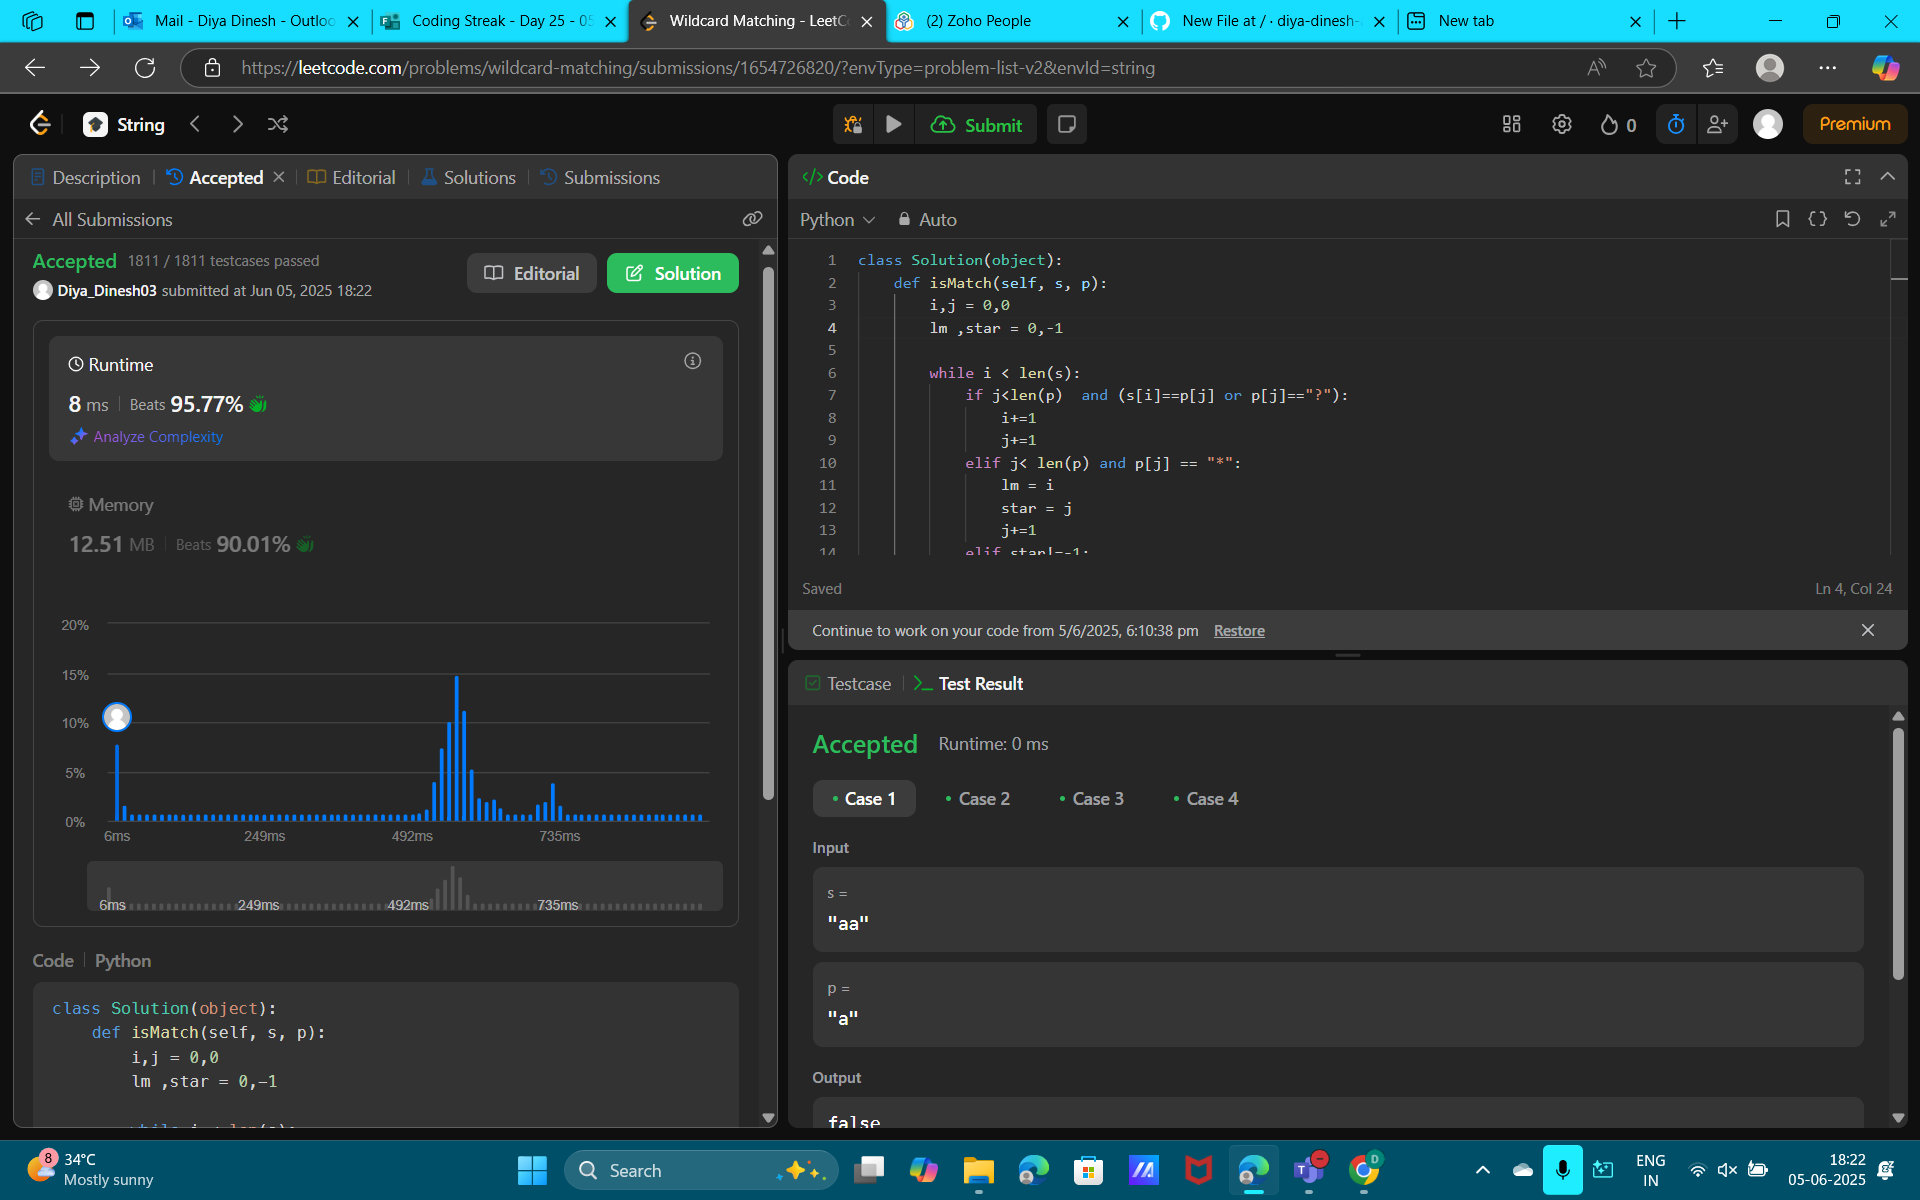 Mail - Diya Dinesh - Outloo
Coding Streak - Day 25 - 05
Wildcard Matching - LeetCo
(2) Zoho People
New File at / · diya-dinesh-
New tab
https://leetcode.com/problems/wildcard-matching/submissions/1654726820/?envType=problem-list-v2&envId=string
String
Submit
0
Premium
Description
Accepted
Editorial
Solutions
Submissions
All Submissions
Accepted 1811 / 1811 testcases passed
Diya_Dinesh03 submitted at Jun 05, 2025 18:22
Editorial
Solution
Runtime
8 ms Beats 95.77%
Analyze Complexity
Memory
12.51 MB Beats 90.01%
20%
15%
10%
5%
0%
6ms 249ms 492ms 735ms
6ms 249ms 492ms 735ms
Code Python
class Solution(object):
def isMatch(self, s, p):
i,j = 0,0
lm ,star = 0,-1
while i < len(s):
</> Code
Python Auto
1 class Solution(object):
2 def isMatch(self, s, p):
3 i,j = 0,0
4 lm ,star = 0,-1
5
6 while i < len(s):
7 if j<len(p)  and (s[i]==p[j] or p[j]=="?"):
8 i+=1
9 j+=1
10 elif j< len(p) and p[j] == "*":
11 lm = i
12 star = j
13 j+=1
14 elif star!=-1:
Saved
Ln 4, Col 24
Continue to work on your code from 5/6/2025, 6:10:38 pm Restore
Testcase
Test Result
Accepted Runtime: 0 ms
Case 1
Case 2
Case 3
Case 4
Input
s =
"aa"
p =
"a"
Output
false
8
34°C
Mostly sunny
Search
T
D
ENG
IN
18:22
05-06-2025